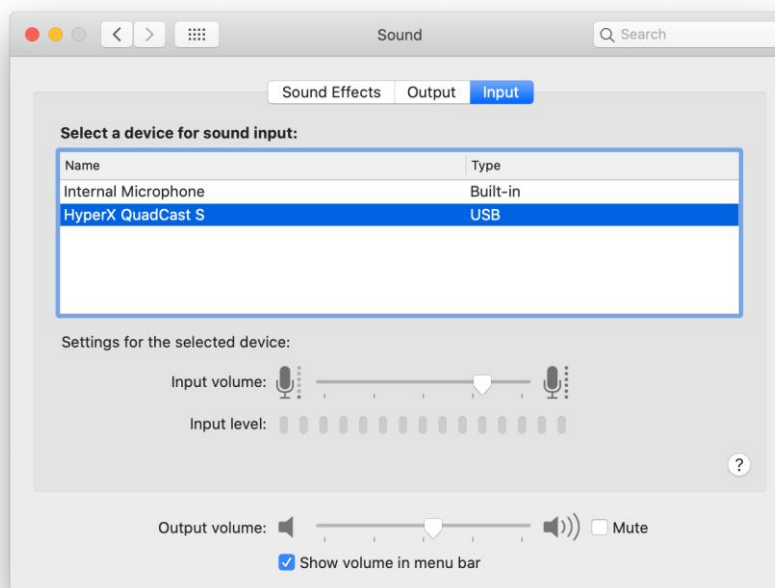 Sound
Search
Sound Effects Output Input
Select a device for sound input:
Name Type
Internal Microphone Built-in
HyperX QuadCast S USB
Settings for the selected device:
Input volume:
Input level:
?
Output volume: Mute
Show volume in menu bar